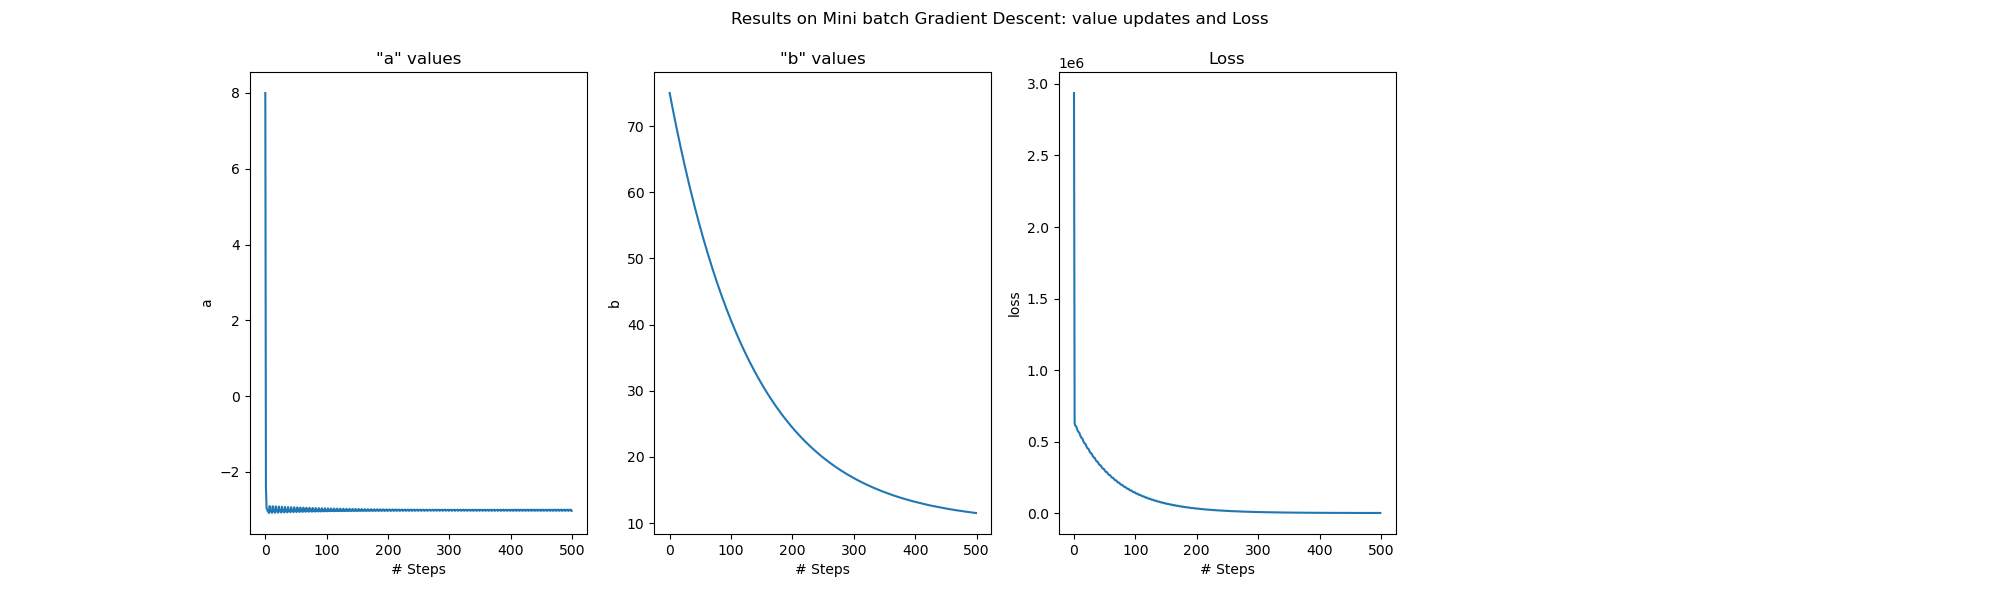 Results on Mini batch Gradient Descent: value updates and Loss
"a" values
8
6
4
2
0
−2
a
0 100 200 300 400 500
# Steps
"b" values
70
60
50
40
30
20
10
b
0 100 200 300 400 500
# Steps
Loss
1e6
3.0
2.5
2.0
1.5
1.0
0.5
0.0
loss
0 100 200 300 400 500
# Steps